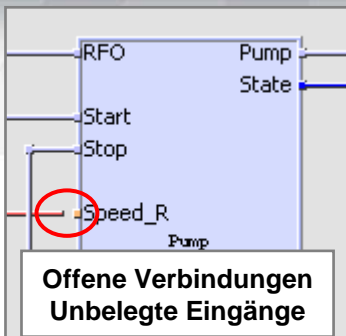 RFO Pump
State
Start
Stop
Speed_R
Pump
Offene Verbindungen
Unbelegte Eingänge